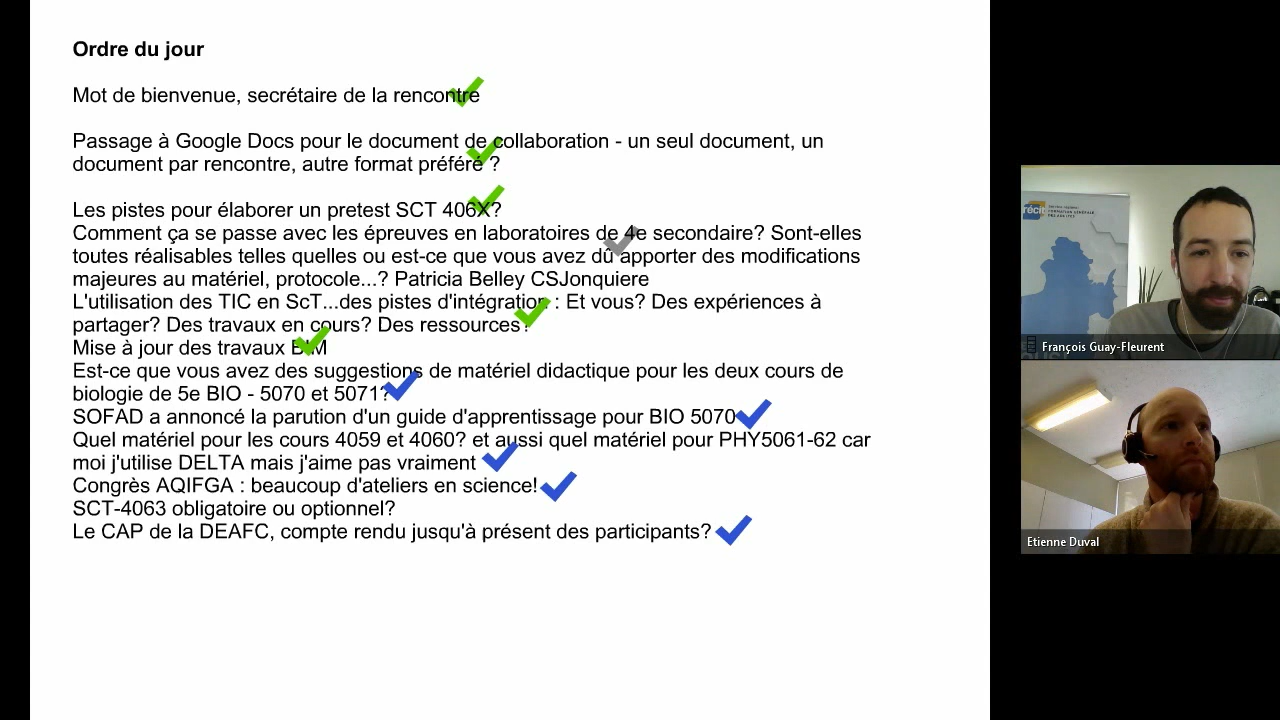 Ordre du jour
Mot de bienvenue, secrétaire de la rencontre
Passage à Google Docs pour le document de collaboration - un seul document, un
document par rencontre, autre format préféré ?
Les pistes pour élaborer un pretest SCT 406X?
Comment ça se passe avec les épreuves en laboratoires de 4e secondaire? Sont-elles
toutes réalisables telles quelles ou est-ce que vous avez dû apporter des modifications
majeures au matériel, protocole...? Patricia Belley CSJonquiere
L'utilisation des TIC en ScT...des pistes d'intégration : Et vous? Des expériences à
partager? Des travaux en cours? Des ressources?
Mise à jour des travaux BIM
Est-ce que vous avez des suggestions de matériel didactique pour les deux cours de
biologie de 5e BIO - 5070 et 5071?
SOFAD a annoncé la parution d'un guide d'apprentissage pour BIO 5070
Quel matériel pour les cours 4059 et 4060? et aussi quel matériel pour PHY5061-62 car
moi j'utilise DELTA mais j'aime pas vraiment
Congrès AQIFGA : beaucoup d'ateliers en science!
SCT-4063 obligatoire ou optionnel?
Le CAP de la DEAFC, compte rendu jusqu'à présent des participants?
récit
FORMATION GÉNÉRALE
DES ADULTES
François Guay-Fleurent
Etienne Duval